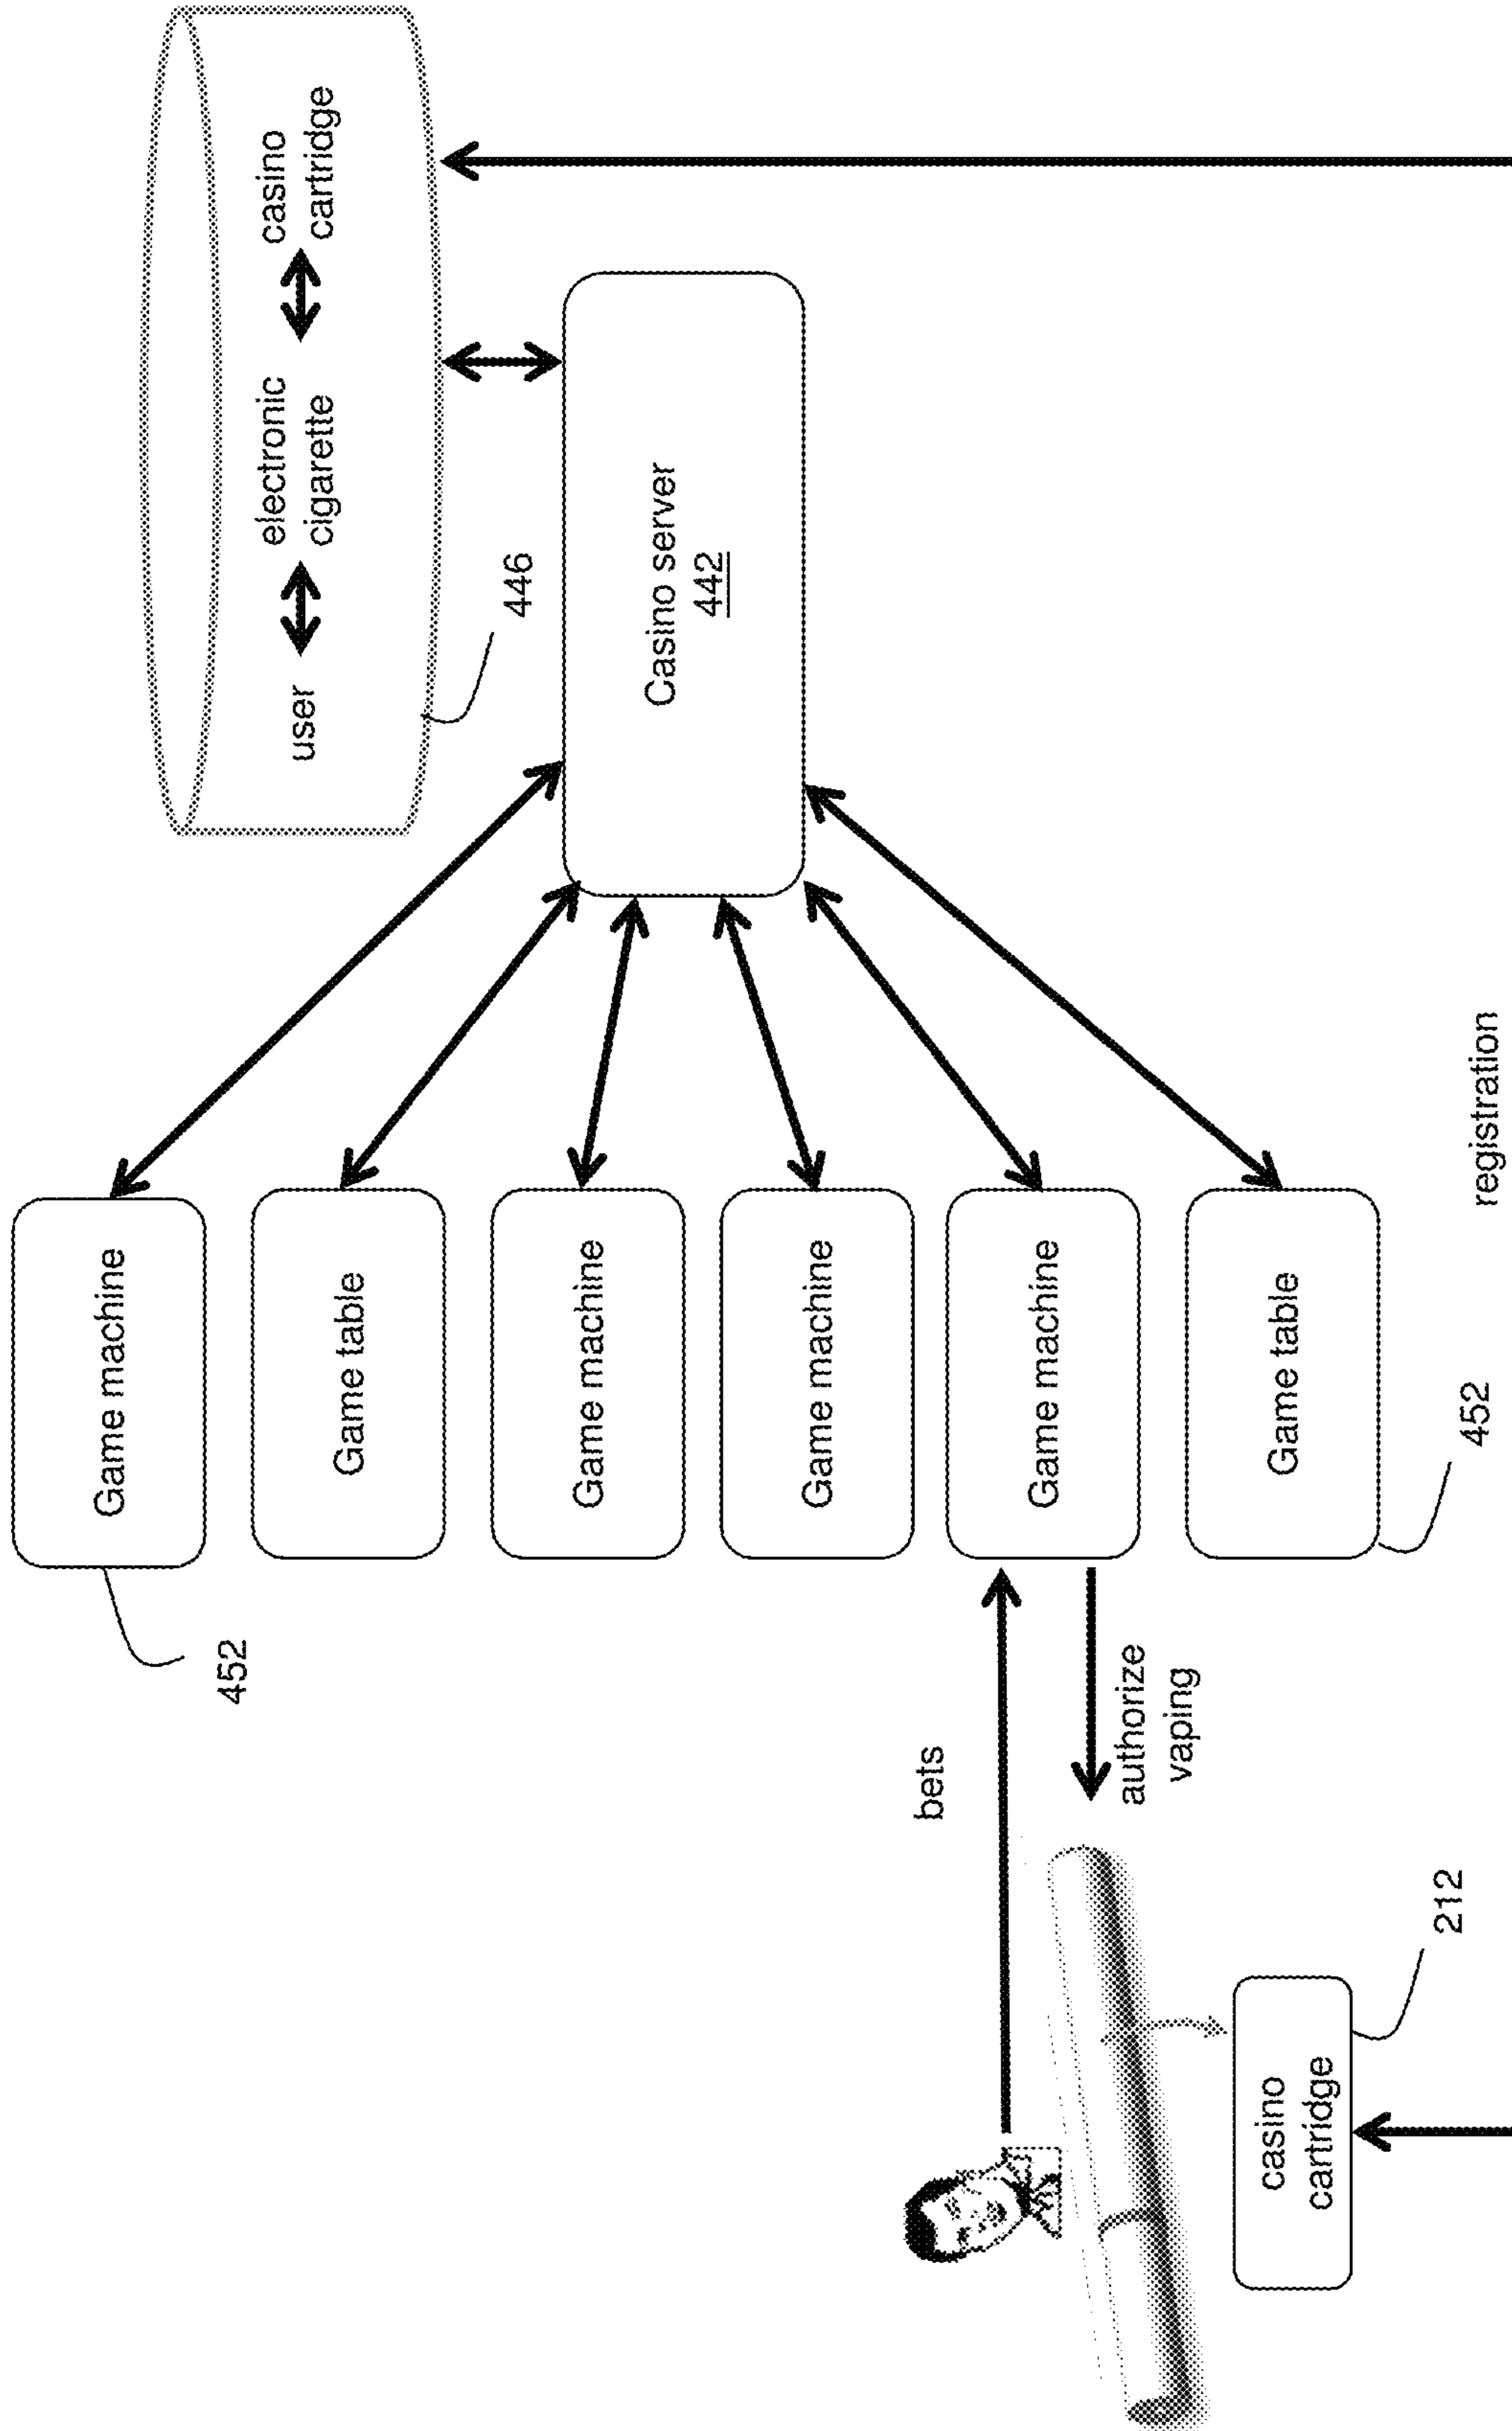 452
Game machine
Game table
Game machine
Game machine
Game machine
Game table
452
bets
authorize
vaping
casino
cartridge
212
registration
Casino server
442
user
electronic
cigarette
casino
cartridge
446